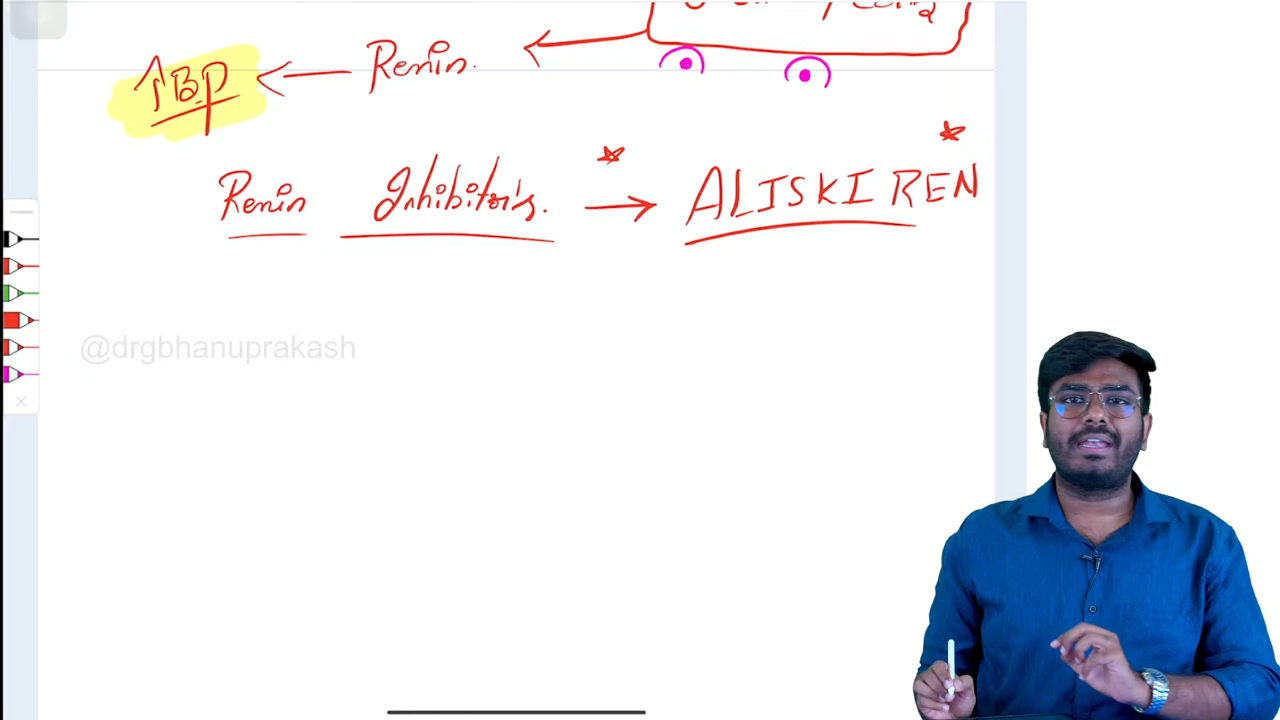 Renin.
↑BP
Renin Inhibitors. → ALISKIREN
@drgbhanuprakash